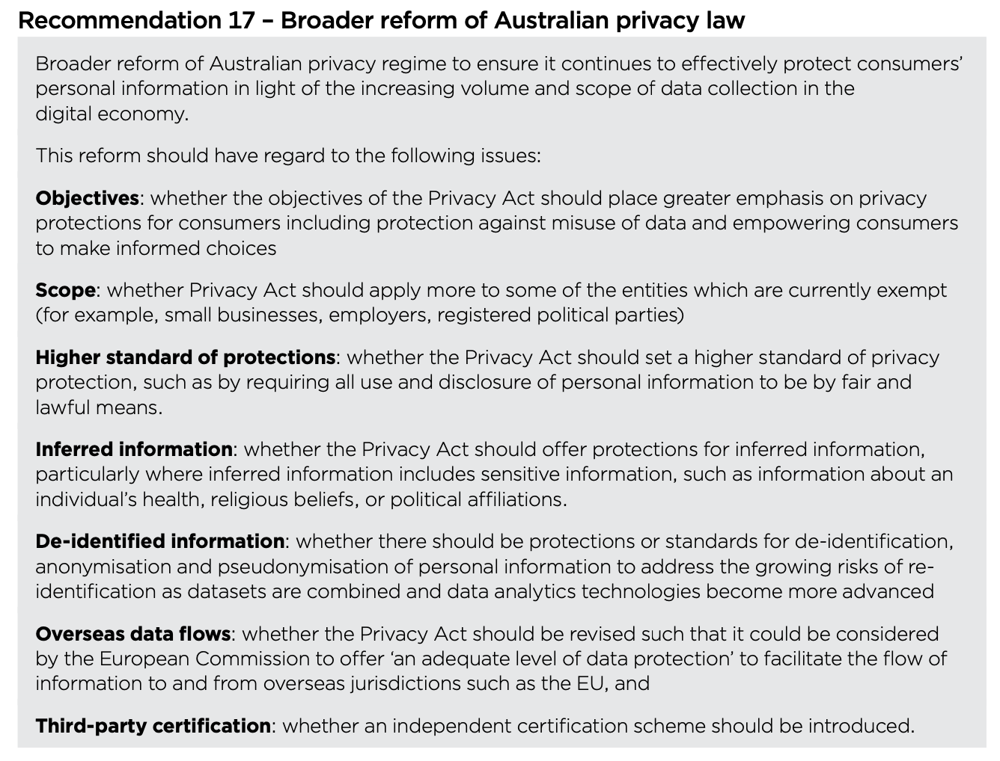 Recommendation 17 – Broader reform of Australian privacy law
Broader reform of Australian privacy regime to ensure it continues to effectively protect consumers’
personal information in light of the increasing volume and scope of data collection in the
digital economy.
This reform should have regard to the following issues:
Objectives: whether the objectives of the Privacy Act should place greater emphasis on privacy
protections for consumers including protection against misuse of data and empowering consumers
to make informed choices
Scope: whether Privacy Act should apply more to some of the entities which are currently exempt
(for example, small businesses, employers, registered political parties)
Higher standard of protections: whether the Privacy Act should set a higher standard of privacy
protection, such as by requiring all use and disclosure of personal information to be by fair and
lawful means.
Inferred information: whether the Privacy Act should offer protections for inferred information,
particularly where inferred information includes sensitive information, such as information about an
individual’s health, religious beliefs, or political affiliations.
De-identified information: whether there should be protections or standards for de-identification,
anonymisation and pseudonymisation of personal information to address the growing risks of re-
identification as datasets are combined and data analytics technologies become more advanced
Overseas data flows: whether the Privacy Act should be revised such that it could be considered
by the European Commission to offer ‘an adequate level of data protection’ to facilitate the flow of
information to and from overseas jurisdictions such as the EU, and
Third-party certification: whether an independent certification scheme should be introduced.